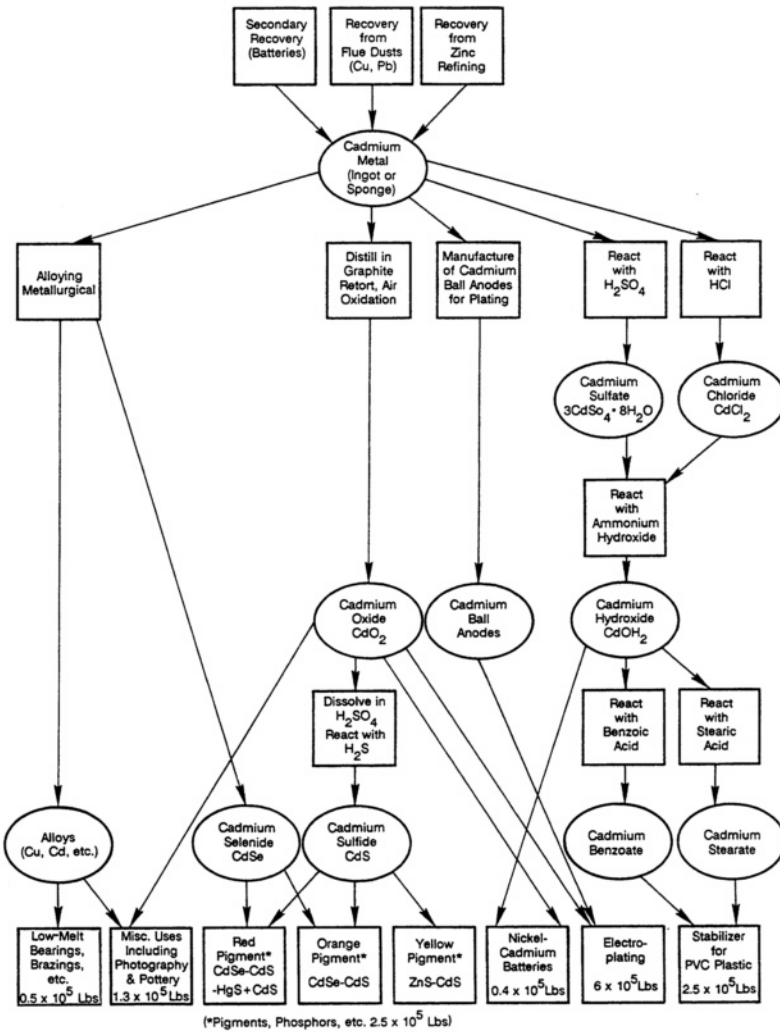 Secondary
Recovery
(Batteries)
Recovery
from
Flue Dusts
(Cu, Pb)
Recovery
from
Zinc
Refining
Cadmium
Metal
(Ingot or
Sponge)
Alloying
Metallurgical
Distill in
Graphite
Retort, Air
Oxidation
Manufacture
of Cadmium
Ball Anodes
for Plating
React
with
H2SO4
React
with
HCl
Cadmium
Sulfate
3CdSo4 • 8H2O
Cadmium
Chloride
CdCl2
React
with
Ammonium
Hydroxide
Cadmium
Oxide
CdO2
Cadmium
Ball
Anodes
Cadmium
Hydroxide
CdOH2
Dissolve in
H2SO4
React with
H2S
React
with
Benzoic
Acid
React
with
Stearic
Acid
Alloys
(Cu, Cd, etc.)
Cadmium
Selenide
CdSe
Cadmium
Sulfide
CdS
Cadmium
Benzoate
Cadmium
Stearate
Low-Melt
Bearings,
Brazings,
etc.
0.5 x 10^5 Lbs
Misc. Uses
Including
Photography
& Pottery
1.3 x 10^5 Lbs
Red
Pigment*
CdSe-CdS
-HgS+CdS
Orange
Pigment*
CdSe-CdS
Yellow
Pigment*
ZnS-CdS
Nickel-
Cadmium
Batteries
0.4 x 10^5 Lbs
Electro-
plating
6 x 10^5 Lbs
Stabilizer
for
PVC Plastic
2.5 x 10^5 Lbs
(*Pigments, Phosphors, etc. 2.5 x 10^5 Lbs)